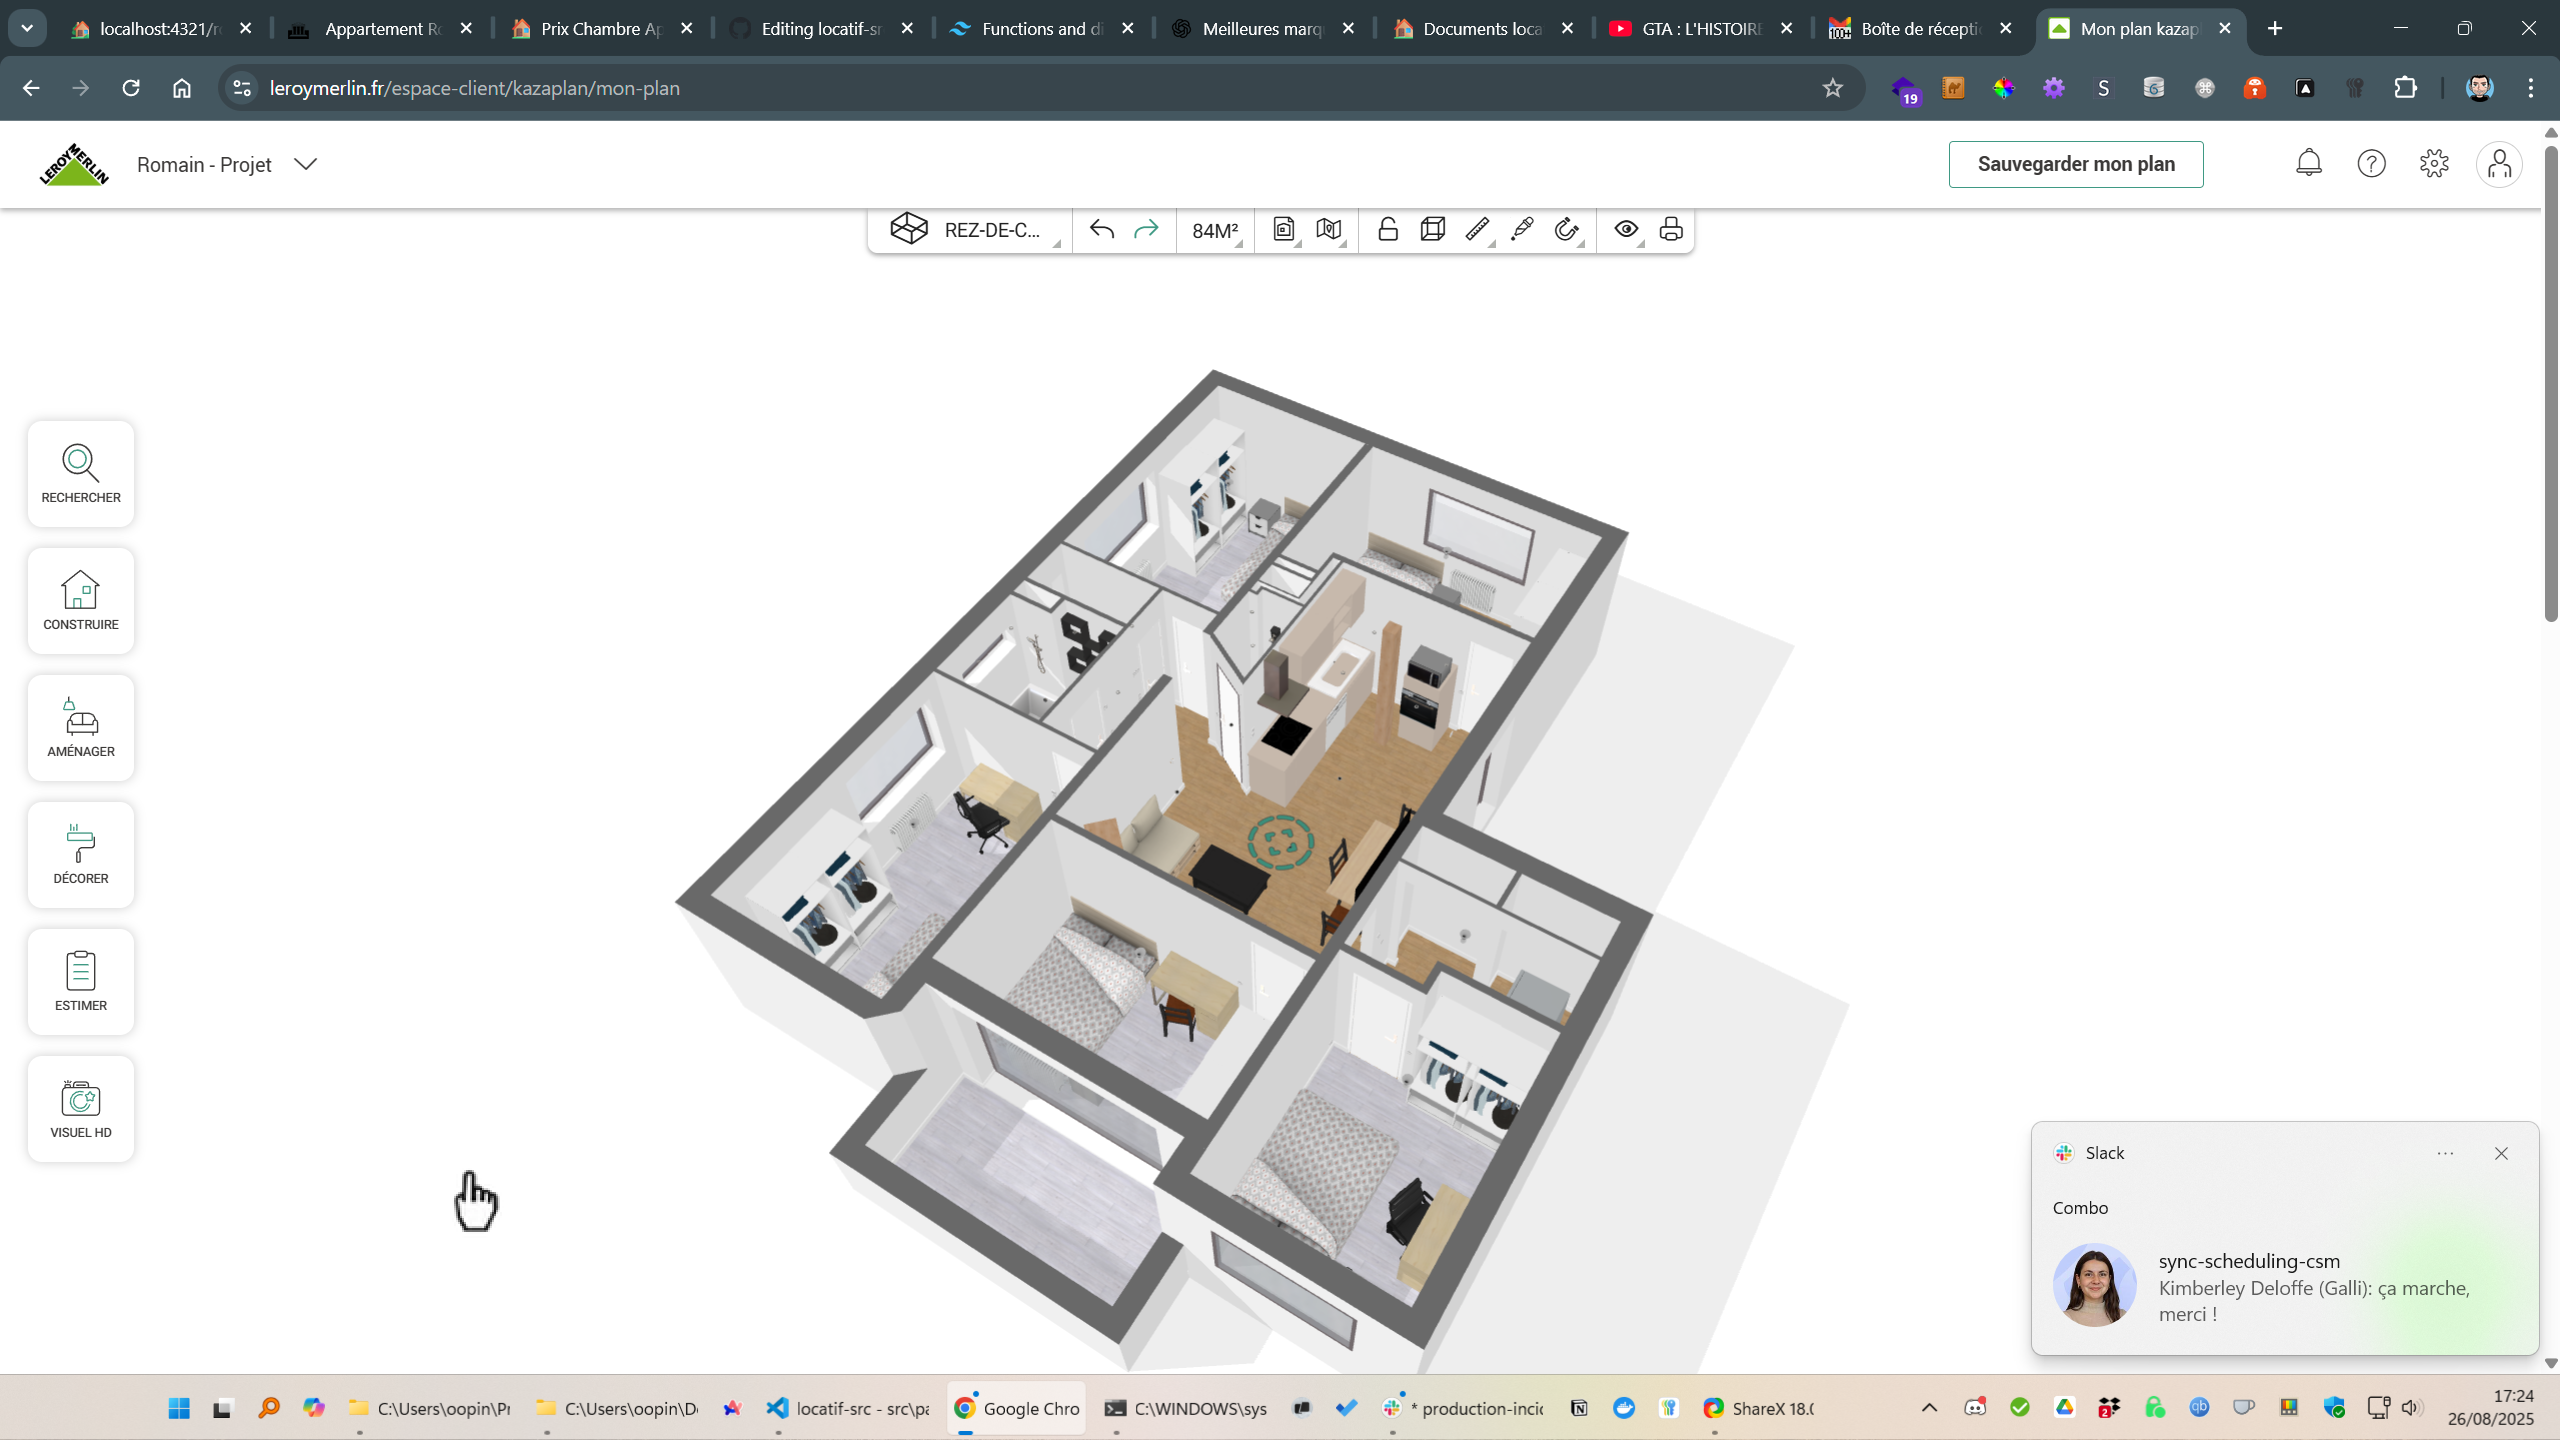 localhost:4321/r
Appartement R
Prix Chambre Ap
Editing locatif-sr
Functions and d
Meilleures marq
Documents loca
GTA : L'HISTOIR
Boîte de récepti
Mon plan kazap
leroymerlin.fr/espace-client/kazaplan/mon-plan
19
LEROY MERLIN
Romain - Projet
Sauvegarder mon plan
REZ-DE-C...
84M²
RECHERCHER
CONSTRUIRE
AMÉNAGER
DÉCORER
ESTIMER
VISUEL HD
Slack
Combo
sync-scheduling-csm
Kimberley Deloffe (Galli): ça marche,
merci !
C:\Users\oopin\Pr
C:\Users\oopin\D
locatif-src - src\pa
Google Chro
C:\WINDOWS\sys
* production-inci
ShareX 18.0
17:24
26/08/2025